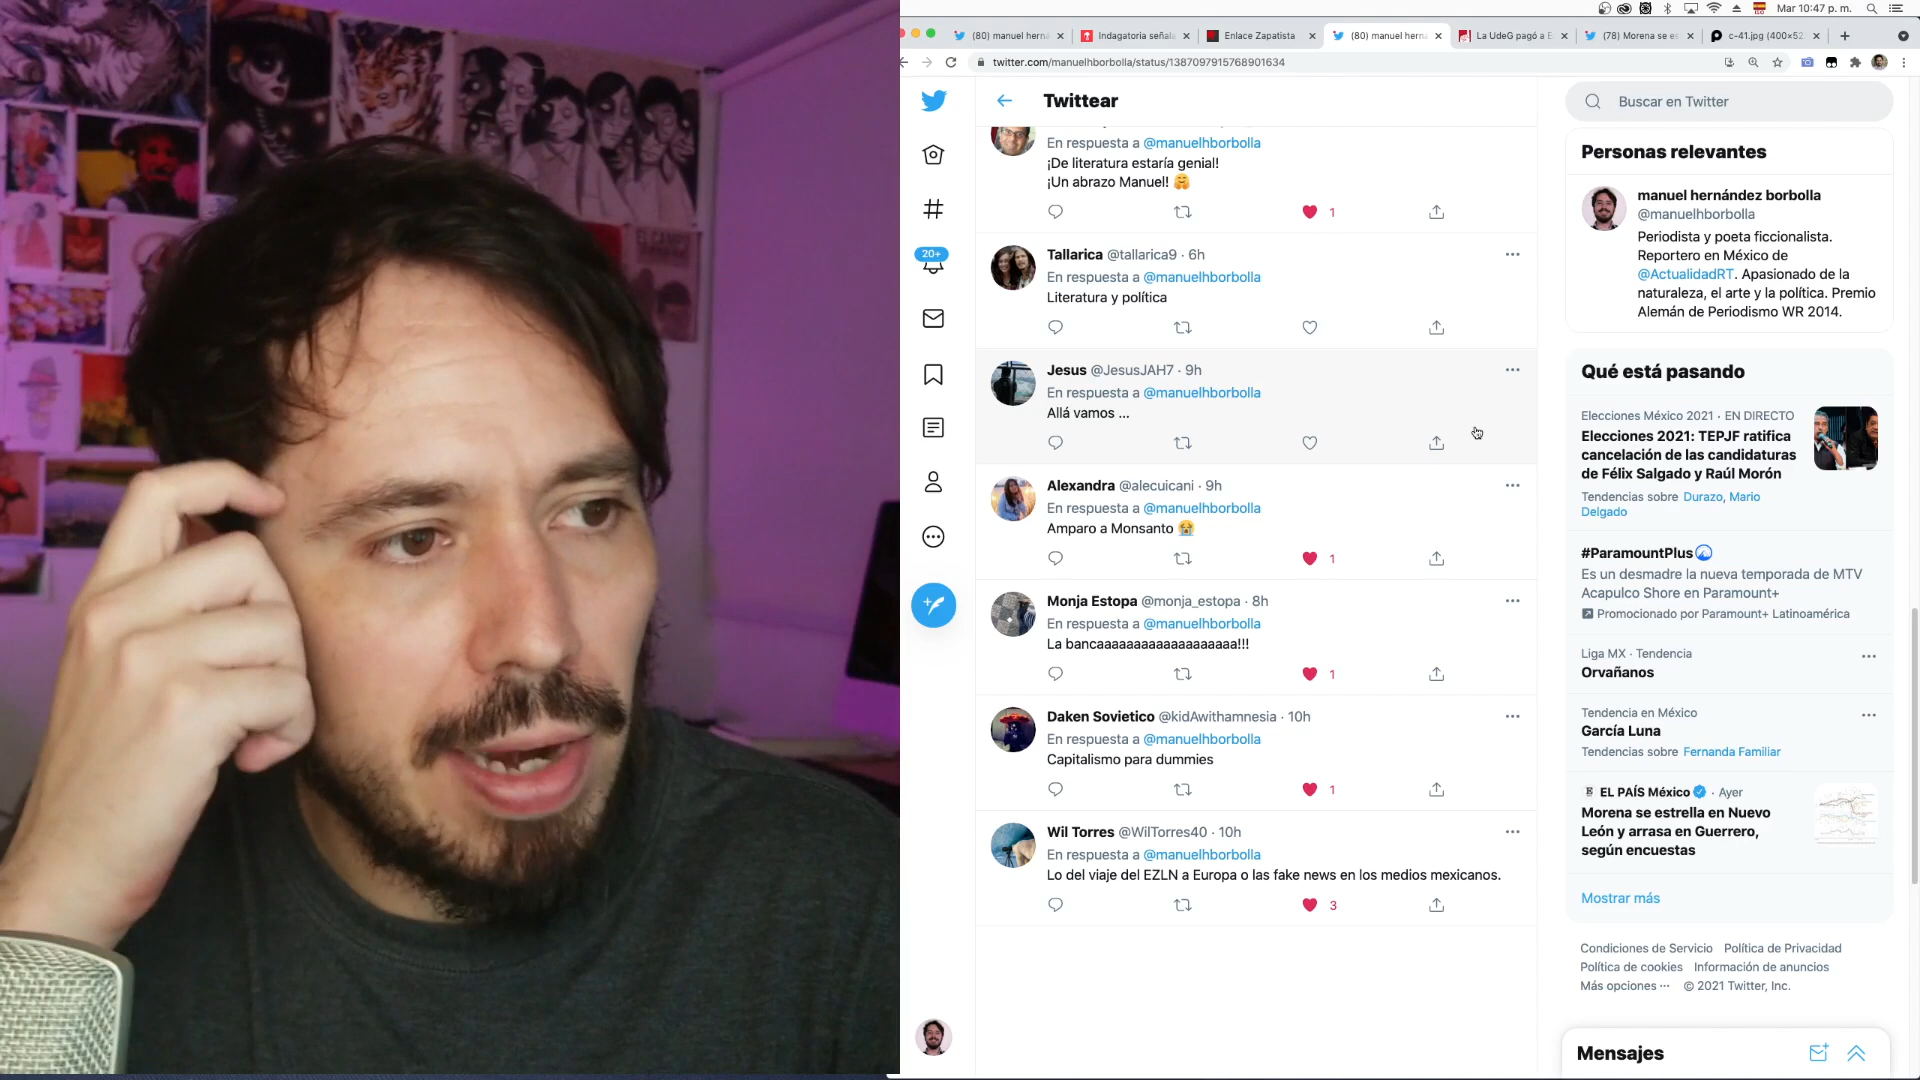 Mar 10:47 p. m.
(80) manuel hern
Indagatoria señala
Enlace Zapatista
(80) manuel hern
La UdeG pagó a E
(78) Morena se es
c-41.jpg (400×52
twitter.com/manuelhborbolla/status/1387097915768901634
Twittear
En respuesta a @manuelhborbolla
¡De literatura estaría genial!
¡Un abrazo Manuel! 🤗
1
Tallarica @tallarica9 · 6h
En respuesta a @manuelhborbolla
Literatura y política
Jesus @JesusJAH7 · 9h
En respuesta a @manuelhborbolla
Allá vamos ...
Alexandra @alecuicani · 9h
En respuesta a @manuelhborbolla
Amparo a Monsanto 😭
1
Monja Estopa @monja_estopa · 8h
En respuesta a @manuelhborbolla
La bancaaaaaaaaaaaaaaaaaaa!!!
1
Daken Sovietico @kidAwithamnesia · 10h
En respuesta a @manuelhborbolla
Capitalismo para dummies
1
Wil Torres @WilTorres40 · 10h
En respuesta a @manuelhborbolla
Lo del viaje del EZLN a Europa o las fake news en los medios mexicanos.
3
20+
Buscar en Twitter
Personas relevantes
manuel hernández borbolla
@manuelhborbolla
Periodista y poeta ficcionalista.
Reportero en México de
@ActualidadRT. Apasionado de la
naturaleza, el arte y la política. Premio
Alemán de Periodismo WR 2014.
Qué está pasando
Elecciones México 2021 · EN DIRECTO
Elecciones 2021: TEPJF ratifica
cancelación de las candidaturas
de Félix Salgado y Raúl Morón
Tendencias sobre Durazo, Mario
Delgado
#ParamountPlus
Es un desmadre la nueva temporada de MTV
Acapulco Shore en Paramount+
Promocionado por Paramount+ Latinoamérica
Liga MX · Tendencia
Orvañanos
Tendencia en México
García Luna
Tendencias sobre Fernanda Familiar
EL PAÍS México · Ayer
Morena se estrella en Nuevo
León y arrasa en Guerrero,
según encuestas
Mostrar más
Condiciones de Servicio Política de Privacidad
Política de cookies Información de anuncios
Más opciones ··· © 2021 Twitter, Inc.
Mensajes